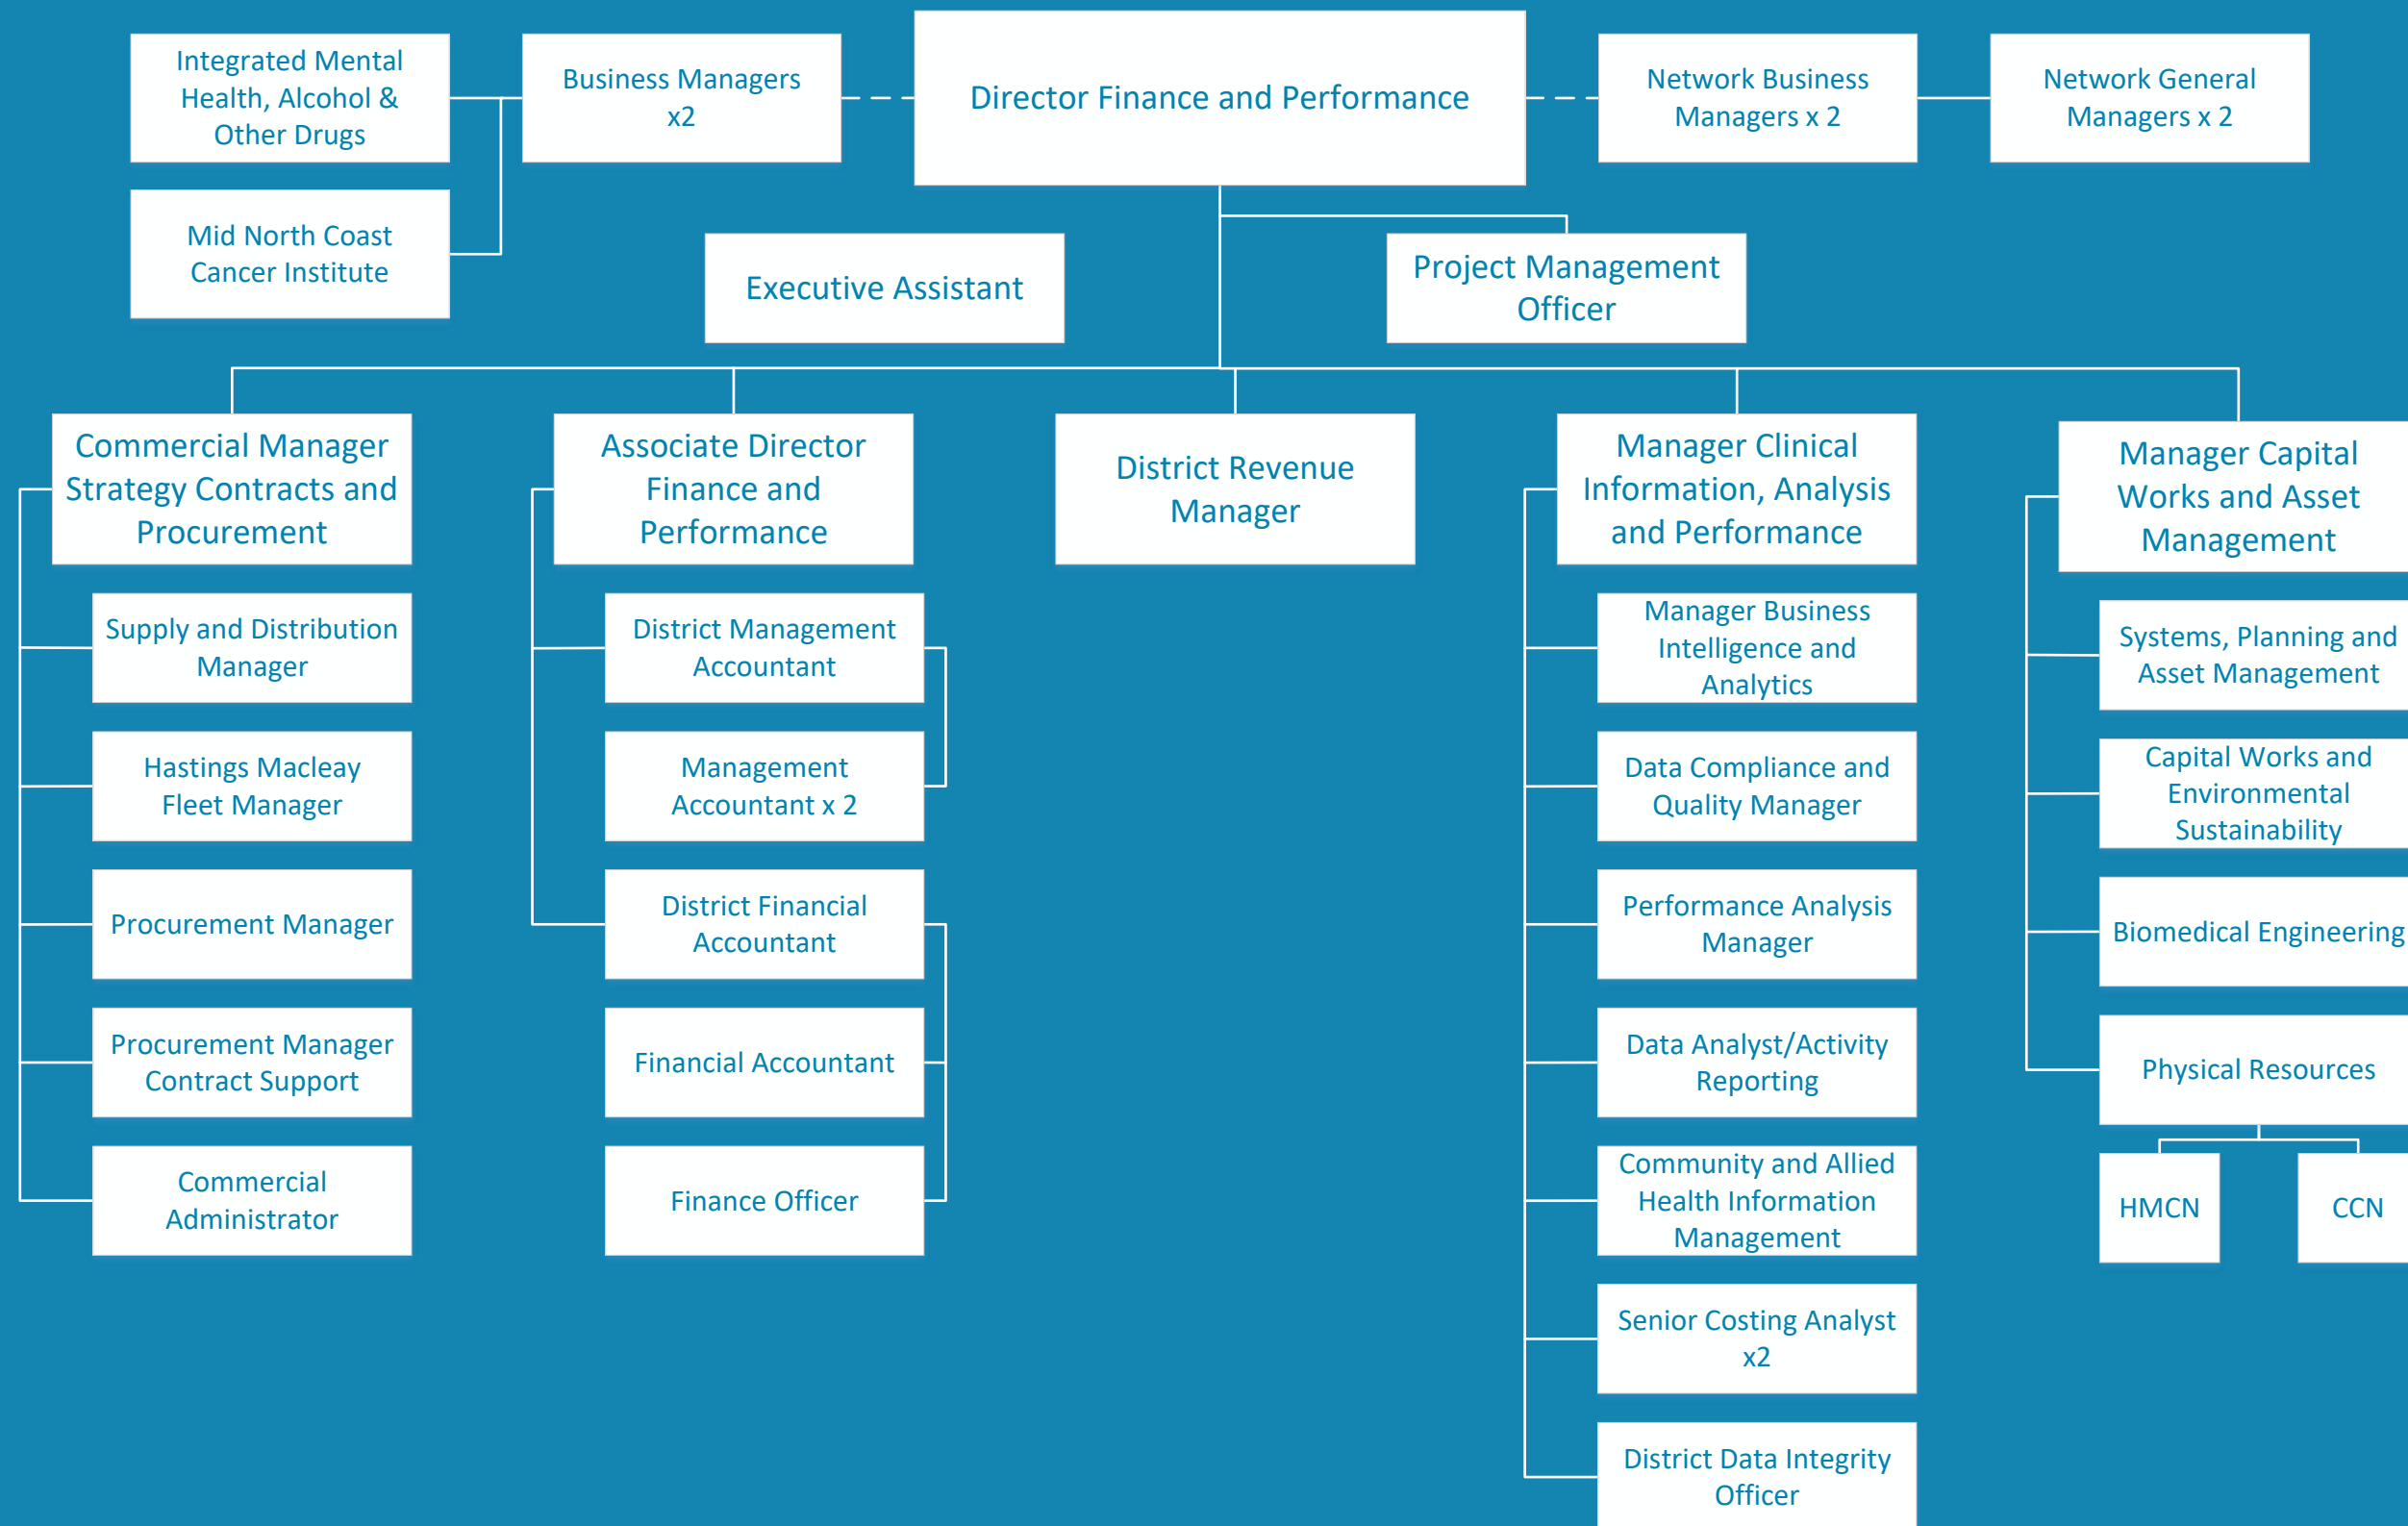 Integrated Mental
Health, Alcohol &
Other Drugs
Business Managers
x2
Director Finance and Performance
Network Business
Managers x 2
Network General
Managers x 2
Mid North Coast
Cancer Institute
Executive Assistant
Project Management
Officer
Commercial Manager
Strategy Contracts and
Procurement
Associate Director
Finance and
Performance
District Revenue
Manager
Manager Clinical
Information, Analysis
and Performance
Manager Capital
Works and Asset
Management
Supply and Distribution
Manager
Hastings Macleay
Fleet Manager
Procurement Manager
Procurement Manager
Contract Support
Commercial
Administrator
District Management
Accountant
Management
Accountant x 2
District Financial
Accountant
Financial Accountant
Finance Officer
Manager Business
Intelligence and
Analytics
Data Compliance and
Quality Manager
Performance Analysis
Manager
Data Analyst/Activity
Reporting
Community and Allied
Health Information
Management
Senior Costing Analyst
x2
District Data Integrity
Officer
Systems, Planning and
Asset Management
Capital Works and
Environmental
Sustainability
Biomedical Engineering
Physical Resources
HMCN
CCN